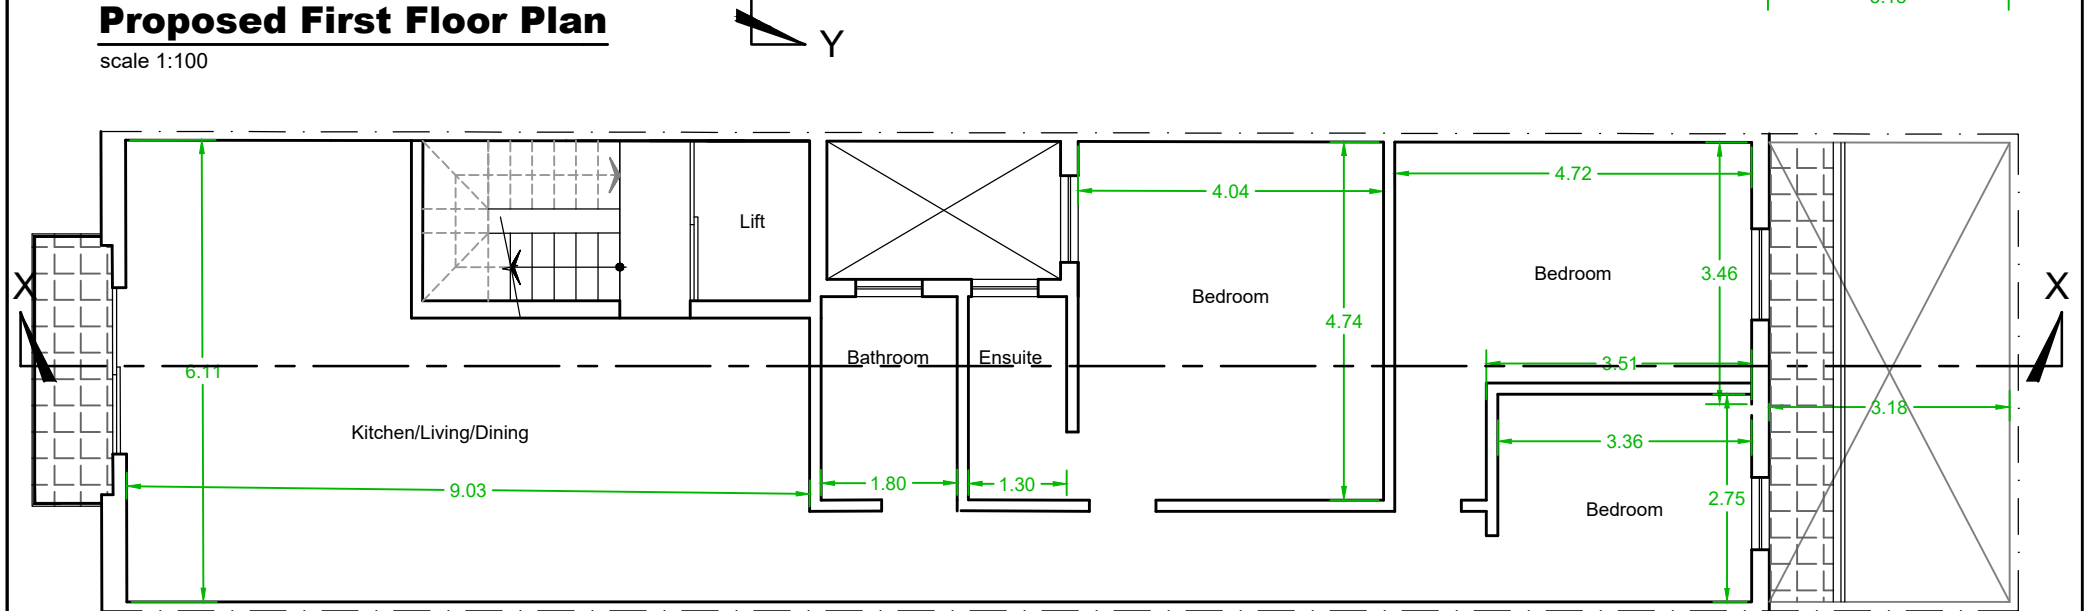 Proposed First Floor Plan
scale 1:100
Y
Lift
4.04
4.72
Bedroom
3.46
X
X
Bedroom
4.74
Bathroom
Ensuite
3.51
6.11
3.18
Kitchen/Living/Dining
3.36
9.03
1.80
1.30
2.75
Bedroom